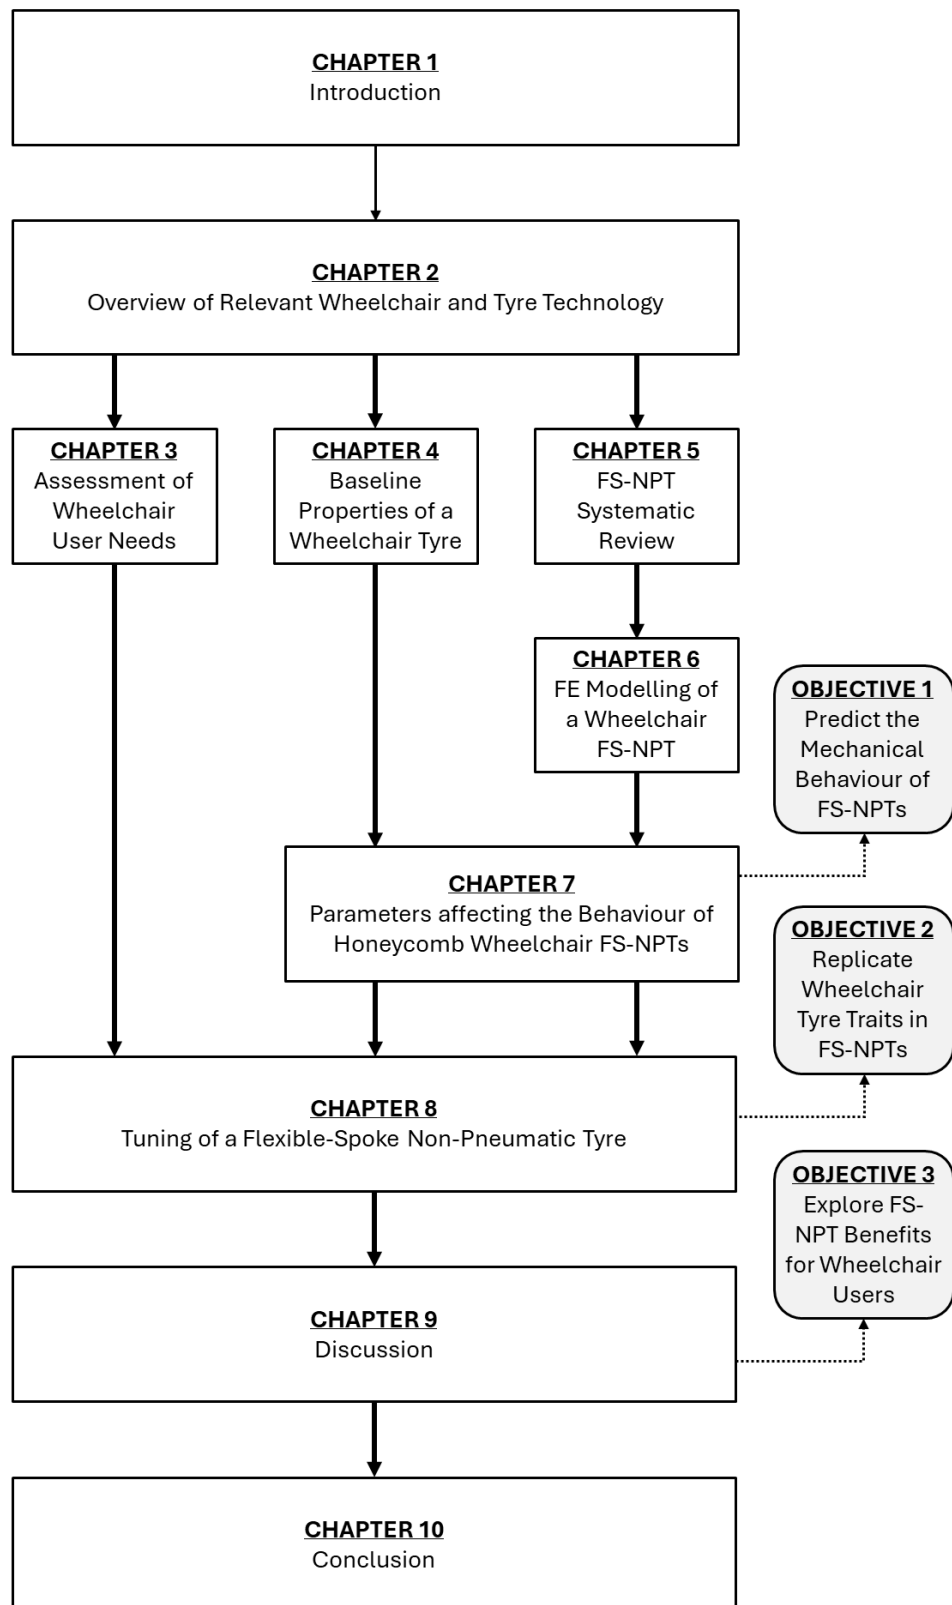 CHAPTER 1
Introduction
CHAPTER 2
Overview of Relevant Wheelchair and Tyre Technology
CHAPTER 3
Assessment of
Wheelchair
User Needs
CHAPTER 4
Baseline
Properties of a
Wheelchair Tyre
CHAPTER 5
FS-NPT
Systematic
Review
CHAPTER 6
FE Modelling of
a Wheelchair
FS-NPT
OBJECTIVE 1
Predict the
Mechanical
Behaviour of
FS-NPTs
CHAPTER 7
Parameters affecting the Behaviour of
Honeycomb Wheelchair FS-NPTs
OBJECTIVE 2
Replicate
Wheelchair
Tyre Traits in
FS-NPTs
CHAPTER 8
Tuning of a Flexible-Spoke Non-Pneumatic Tyre
OBJECTIVE 3
Explore FS-
NPT Benefits
for Wheelchair
Users
CHAPTER 9
Discussion
CHAPTER 10
Conclusion